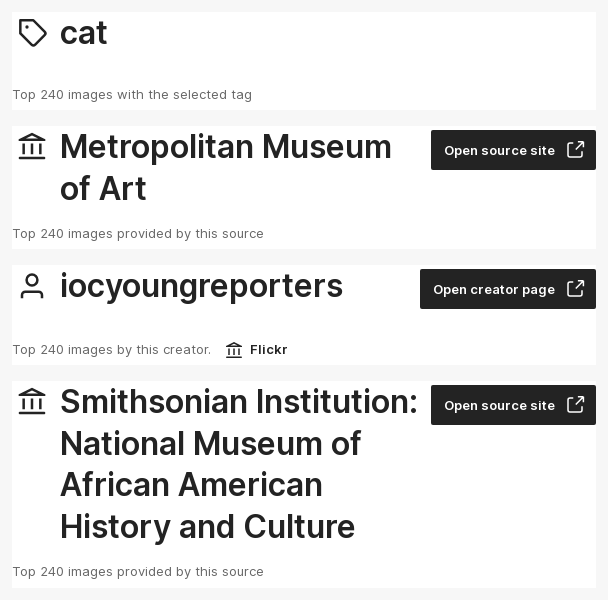 cat
Top 240 images with the selected tag
Metropolitan Museum
of Art
Open source site
Top 240 images provided by this source
iocyoungreporters
Open creator page
Top 240 images by this creator. Flickr
Smithsonian Institution:
National Museum of
African American
History and Culture
Open source site
Top 240 images provided by this source